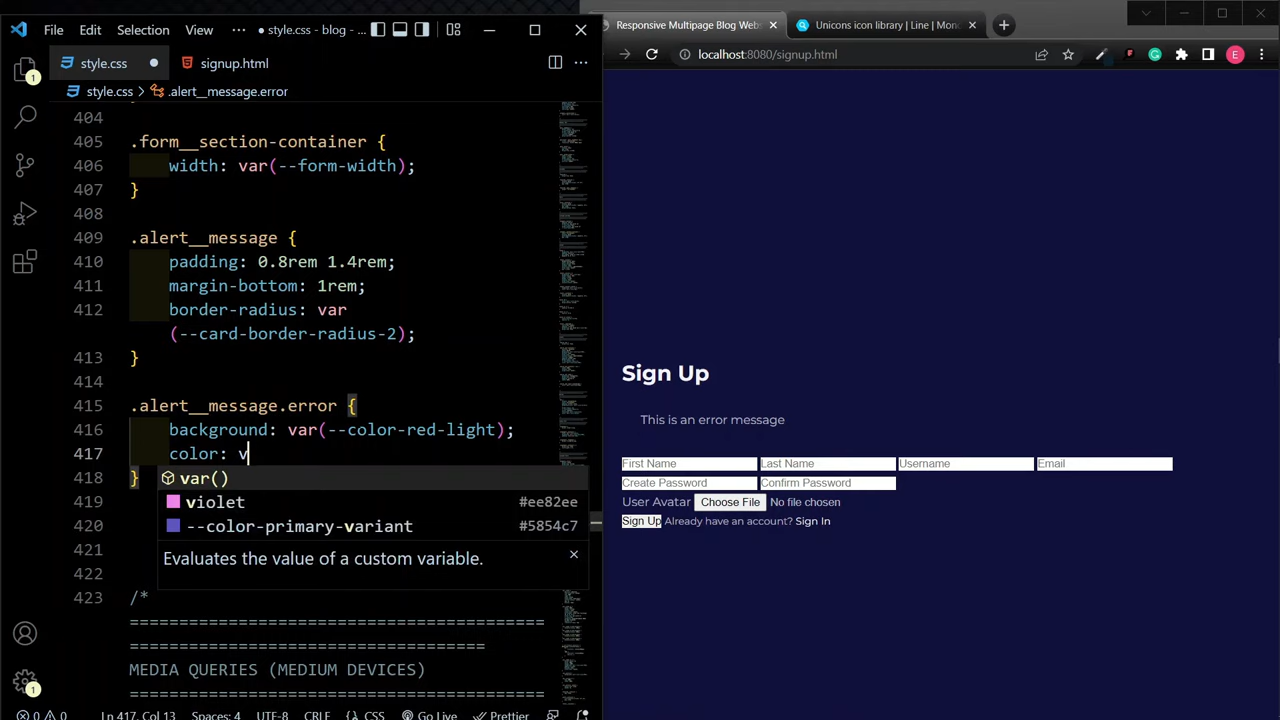 File Edit Selection View ··· ● style.css - blog - ...
style.css ● signup.html
style.css > .alert__message.error
404
405 .form__section-container {
406 width: var(--form-width);
407 }
408
409 .alert__message {
410 padding: 0.8rem 1.4rem;
411 margin-bottom: 1rem;
412 border-radius: var
(--card-border-radius-2);
413 }
414
415 .alert__message.error {
416 background: var(--color-red-light);
417 color: v
418 }
var()
419 violet #ee82ee
420 --color-primary-variant #5854c7
421 Evaluates the value of a custom variable.
422
423 /*
===========================================
==================================
MEDIA QUERIES (MEDIUM DEVICES)
===========================================
1
1
0 0 Spaces: 4 UTF-8 CRLF {} CSS Go Live Prettier
Responsive Multipage Blog Webs
Unicons icon library | Line | Mono
localhost:8080/signup.html
E
Sign Up
This is an error message
First Name Last Name Username Email
Create Password Confirm Password
User Avatar Choose File No file chosen
Sign Up Already have an account? Sign In